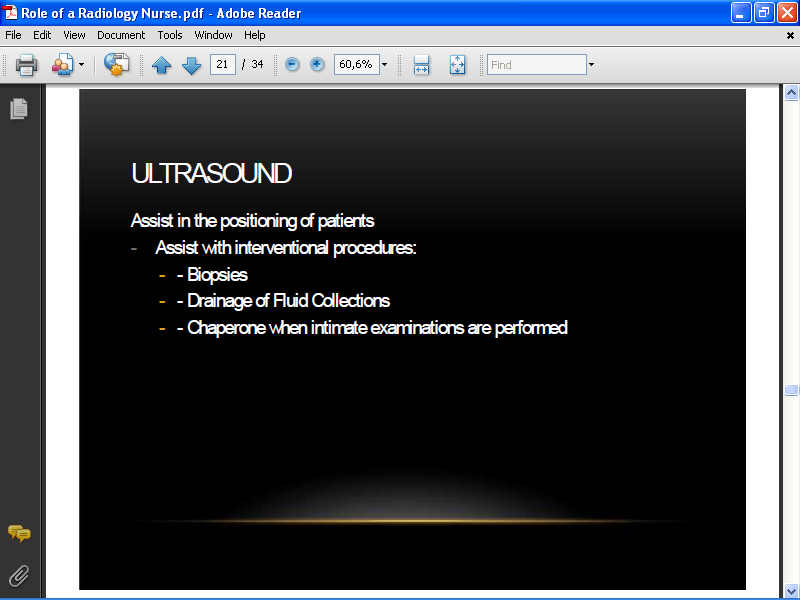 Role of a Radiology Nurse.pdf - Adobe Reader
File Edit View Document Tools Window Help
21 / 34 60,6% Find
ULTRASOUND
Assist in the positioning of patients
- Assist with interventional procedures:
- - Biopsies
- - Drainage of Fluid Collections
- - Chaperone when intimate examinations are performed